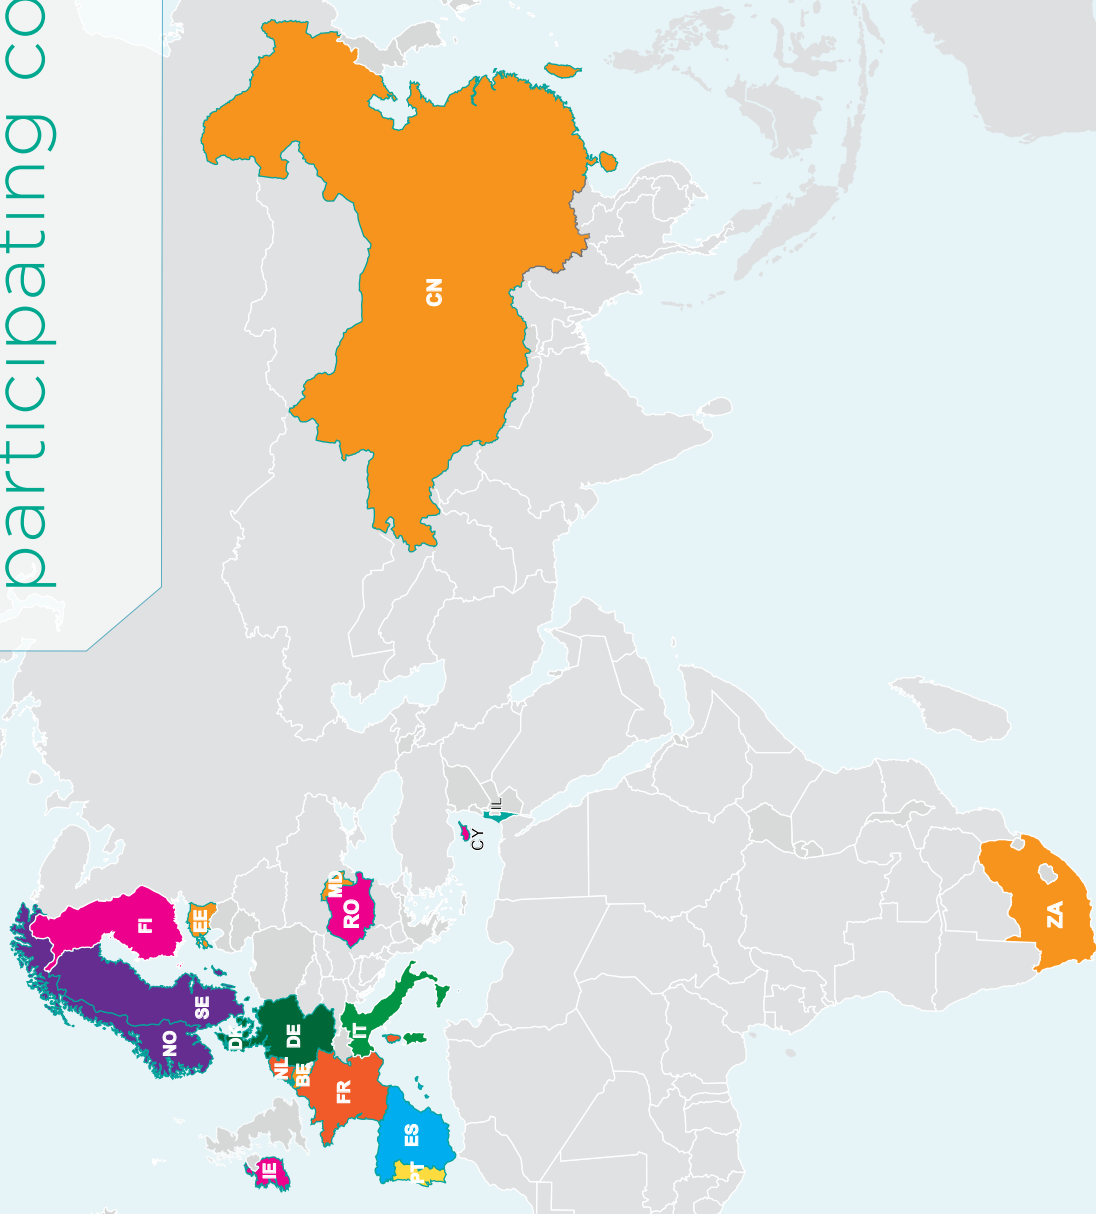 participating co
CN
FI
EE
MD
RO
CY
IL
SE
NO
DK
DE
IT
NL
BE
FR
ES
PT
IE
ZA